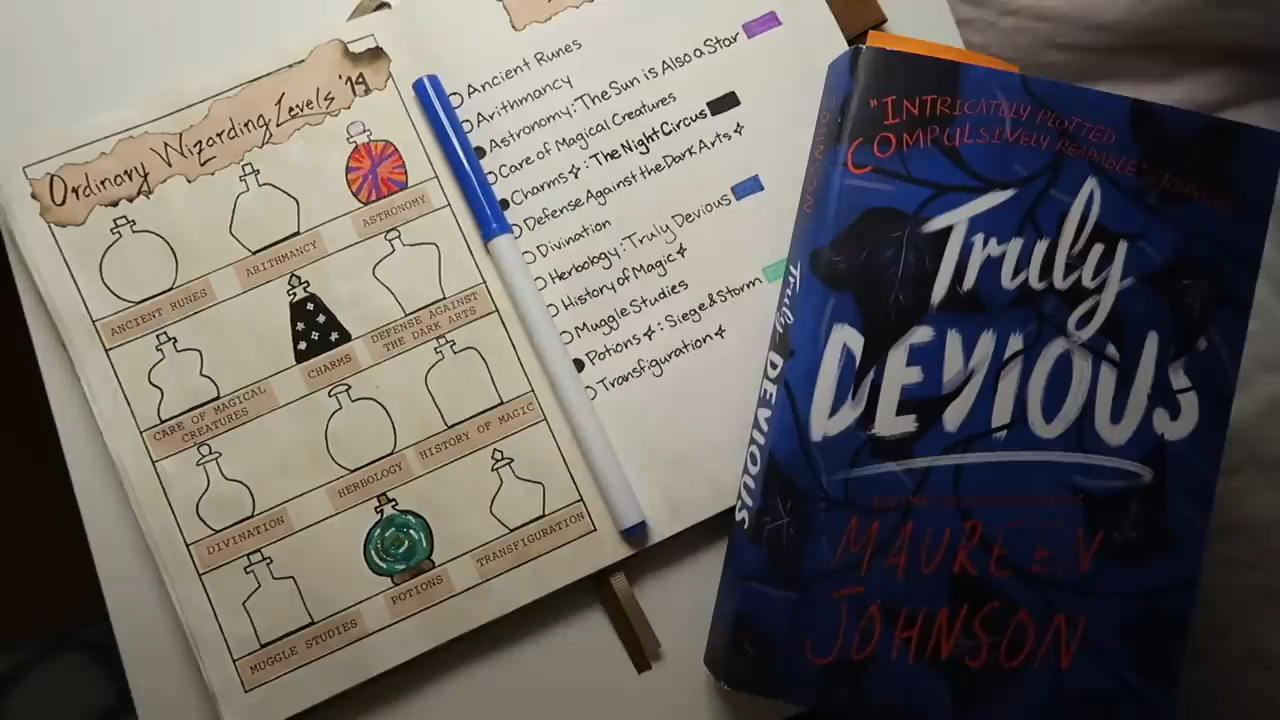 Ordinary Wizarding Levels '19
ANCIENT RUNES
ARITHMANCY
ASTRONOMY
CARE OF MAGICAL
CREATURES
CHARMS
DEFENSE AGAINST
THE DARK ARTS
DIVINATION
HERBOLOGY
HISTORY OF MAGIC
MUGGLE STUDIES
POTIONS
TRANSFIGURATION
Ancient Runes
Arithmancy
Astronomy: The Sun is Also a Star
Care of Magical Creatures
Charms: The Night Circus
Defense Against the Dark Arts
Divination
Herbology: Truly Devious
History of Magic
Muggle Studies
Potions: Siege & Storm
Transfiguration
Truly DEVIOUS
"INTRICATELY PLOTTED
COMPULSIVELY READABLE"
Truly
DEVIOUS
MAUREEN
JOHNSON